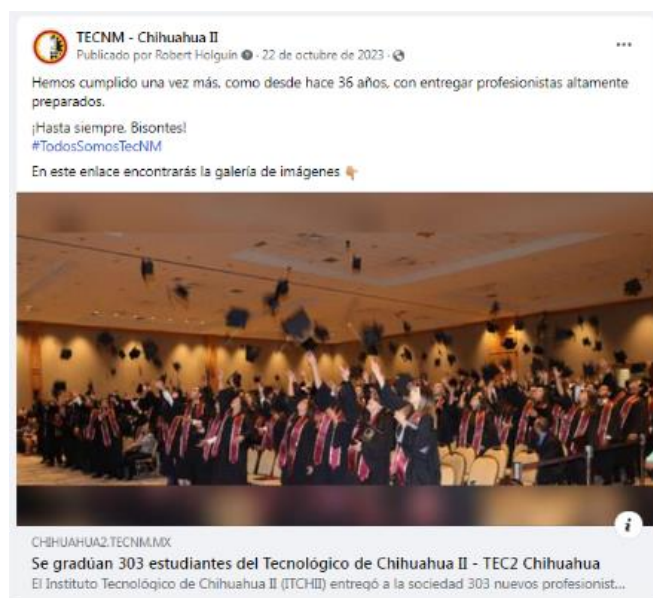 TECNM - Chihuahua II
Publicado por Robert Holguín · 22 de octubre de 2023 ·
Hemos cumplido una vez más, como desde hace 36 años, con entregar profesionistas altamente
preparados.
¡Hasta siempre, Bisontes!
#TodosSomosTecNM
En este enlace encontrarás la galería de imágenes 👇🏼
CHIHUAHUA2.TECNM.MX
Se gradúan 303 estudiantes del Tecnológico de Chihuahua II - TEC2 Chihuahua
El Instituto Tecnológico de Chihuahua II (ITCHII) entregó a la sociedad 303 nuevos profesionist...